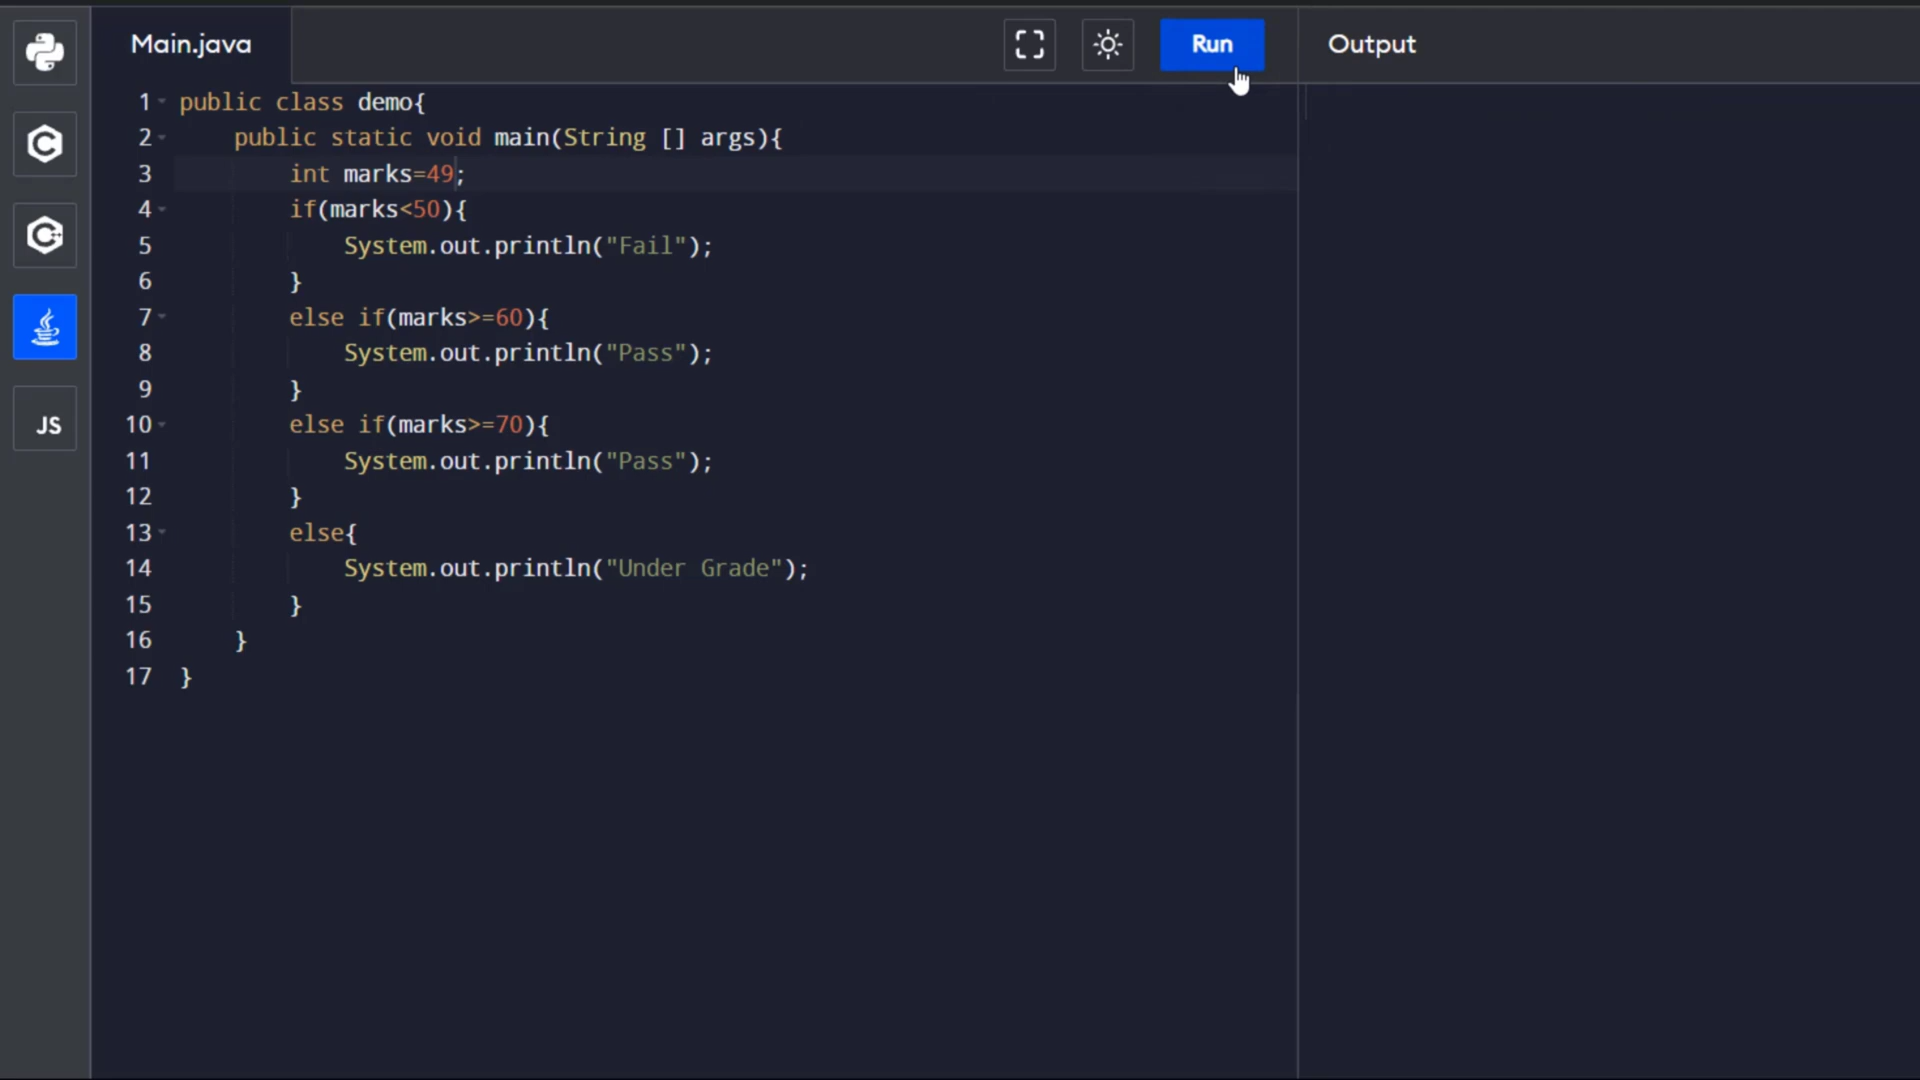 Main.java
Run
Output
1 public class demo{
2 public static void main(String [] args){
3 int marks=49;
4 if(marks<50){
5 System.out.println("Fail");
6 }
7 else if(marks>=60){
8 System.out.println("Pass");
9 }
10 else if(marks>=70){
11 System.out.println("Pass");
12 }
13 else{
14 System.out.println("Under Grade");
15 }
16 }
17 }
C
C+
JS